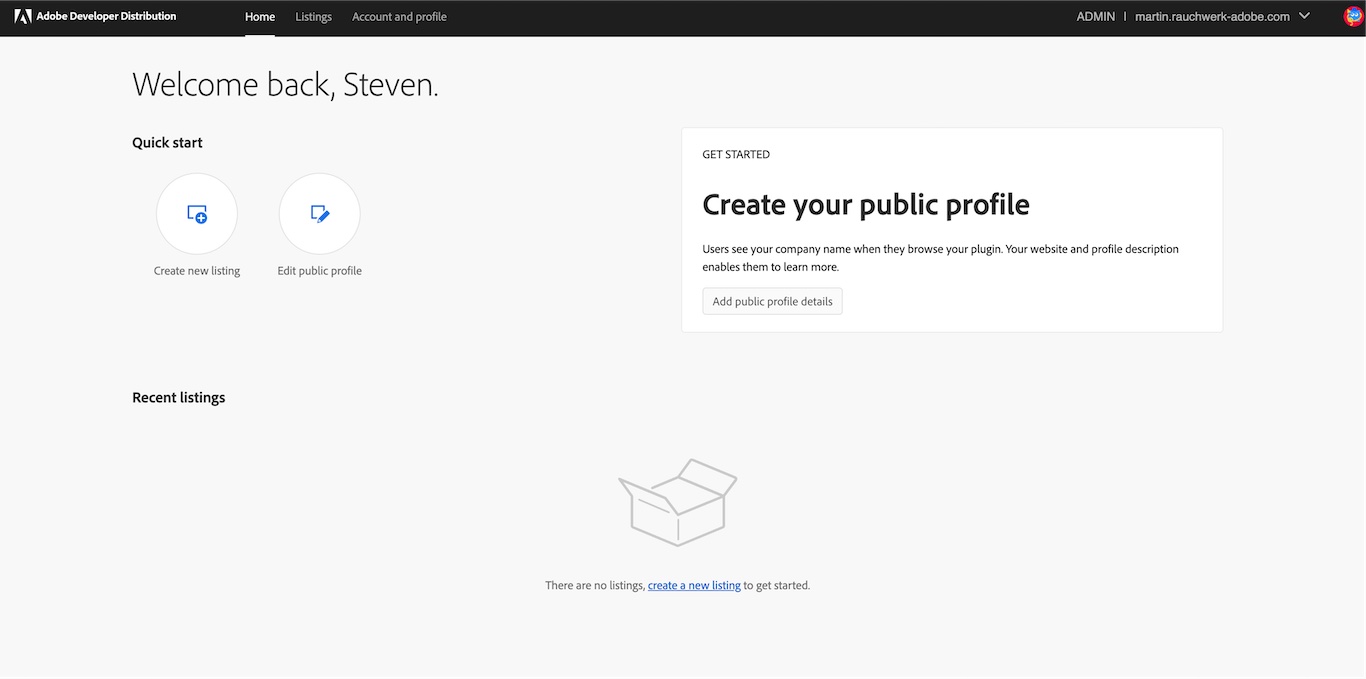 Adobe Developer Distribution Home Listings Account and profile ADMIN | martin.rauchwerk-adobe.com
Welcome back, Steven.
Quick start
Create new listing Edit public profile
GET STARTED
Create your public profile
Users see your company name when they browse your plugin. Your website and profile description
enables them to learn more.
Add public profile details
Recent listings
There are no listings, create a new listing to get started.